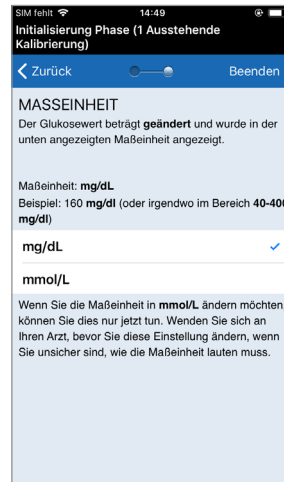 SIM fehlt 14:49
Initialisierung Phase (1 Ausstehende
Kalibrierung)
Zurück Beenden
MASSEINHEIT
Der Glukosewert beträgt geändert und wurde in der
unten angezeigten Maßeinheit angezeigt.
Maßeinheit: mg/dL
Beispiel: 160 mg/dl (oder irgendwo im Bereich 40-400
mg/dl)
mg/dL
mmol/L
Wenn Sie die Maßeinheit in mmol/L ändern möchten,
können Sie dies nur jetzt tun. Wenden Sie sich an
Ihren Arzt, bevor Sie diese Einstellung ändern, wenn
Sie unsicher sind, wie die Maßeinheit lauten muss.